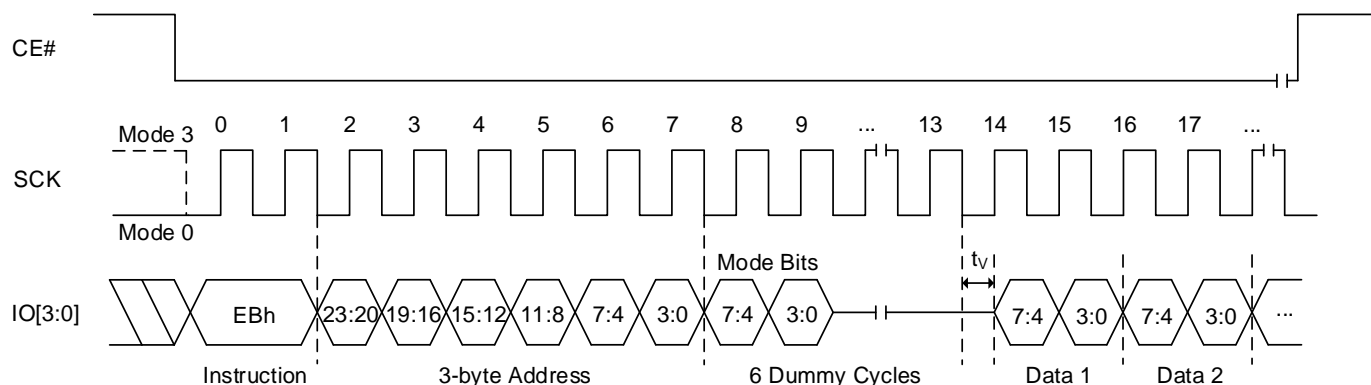 CE#
0 1 2 3 4 5 6 7 8 9 ... 13 14 15 16 17 ...
Mode 3
SCK
Mode 0
Mode Bits
tV
IO[3:0]
EBh 23:20 19:16 15:12 11:8 7:4 3:0 7:4 3:0 7:4 3:0 7:4 3:0 ...
Instruction 3-byte Address 6 Dummy Cycles Data 1 Data 2